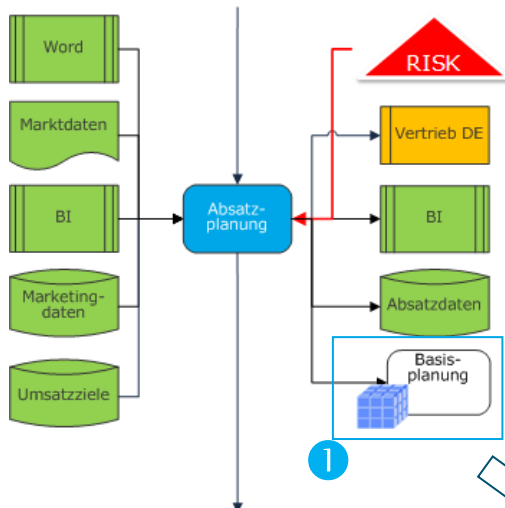 Word
Marktdaten
BI
Marketing-
daten
Umsatzziele
Absatz-
planung
RISK
Vertrieb DE
BI
Absatzdaten
Basis-
planung
1